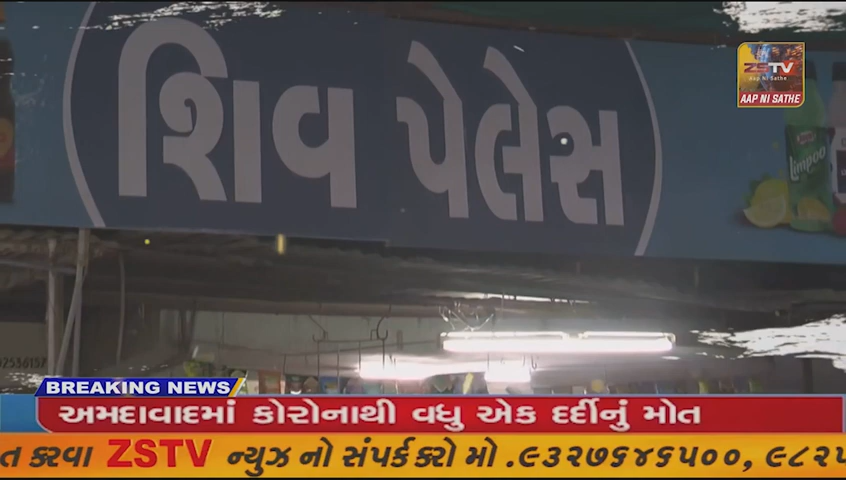 શિવ પેલેસ
ZSTV
Aap Ni Sathe
AAP NI SATHE
Limpoo
02536157
BREAKING NEWS
અમદાવાદમાં કોરોનાથી વધુ એક દર્દીનું મોત
ત કરવા ZSTV ન્યુઝ નો સંપર્ક કરો મો .૯૩૨૭૬૪૬૫૦૦, ૯૮૨૫